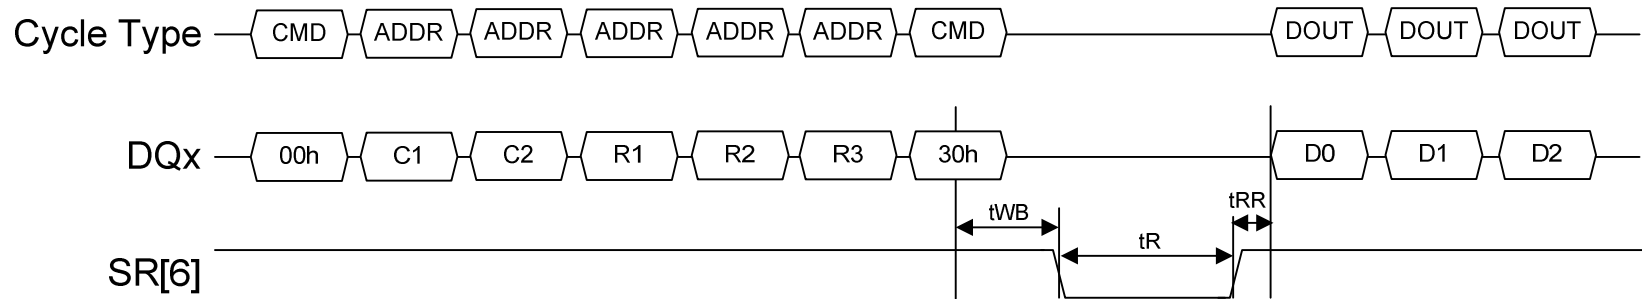 Cycle Type CMD ADDR ADDR ADDR ADDR ADDR CMD DOUT DOUT DOUT
DQx 00h C1 C2 R1 R2 R3 30h D0 D1 D2
tWB tRR
tR
SR[6]